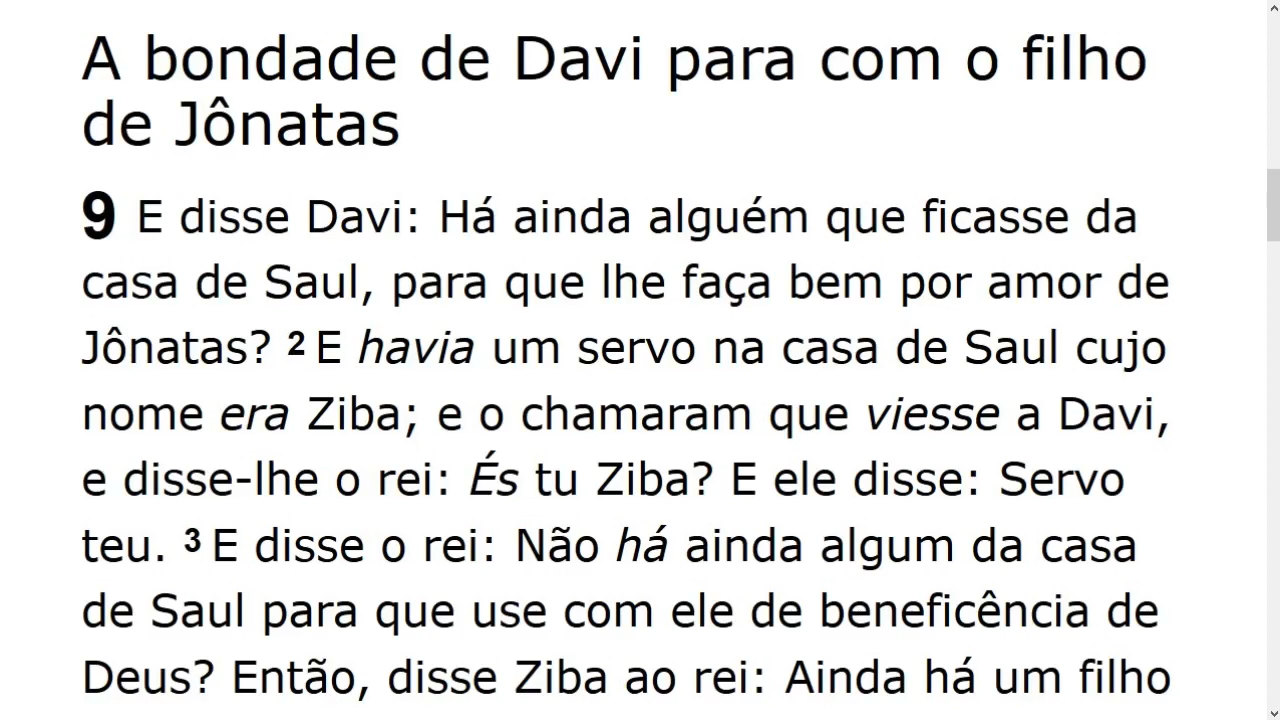 A bondade de Davi para com o filho
de Jônatas
9 E disse Davi: Há ainda alguém que ficasse da
casa de Saul, para que lhe faça bem por amor de
Jônatas? 2 E havia um servo na casa de Saul cujo
nome era Ziba; e o chamaram que viesse a Davi,
e disse-lhe o rei: És tu Ziba? E ele disse: Servo
teu. 3 E disse o rei: Não há ainda algum da casa
de Saul para que use com ele de beneficência de
Deus? Então, disse Ziba ao rei: Ainda há um filho